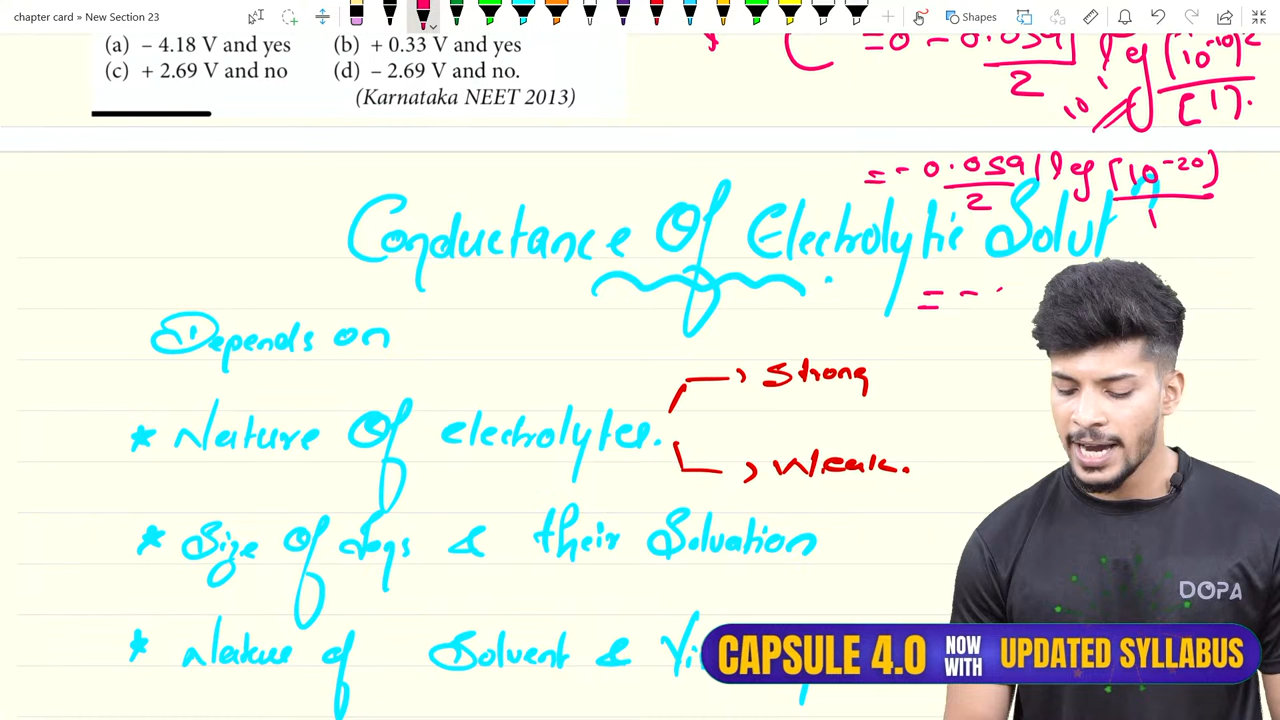 chapter card » New Section 23
Shapes
(a) – 4.18 V and yes (b) + 0.33 V and yes
(c) + 2.69 V and no (d) – 2.69 V and no.
(Karnataka NEET 2013)
= 0 - 0.0591/2 log [10^-10]^2/[1].
= - 0.0591/2 log [10^-20]/1
= -
Conductance Of Electrolytic Solut
Depends on
* Nature Of electrolytes.
→ Strong
→ Weak.
* Size Of Ions & their Solvation
* Nature of Solvent &
DOPA
CAPSULE 4.0 NOW WITH UPDATED SYLLABUS